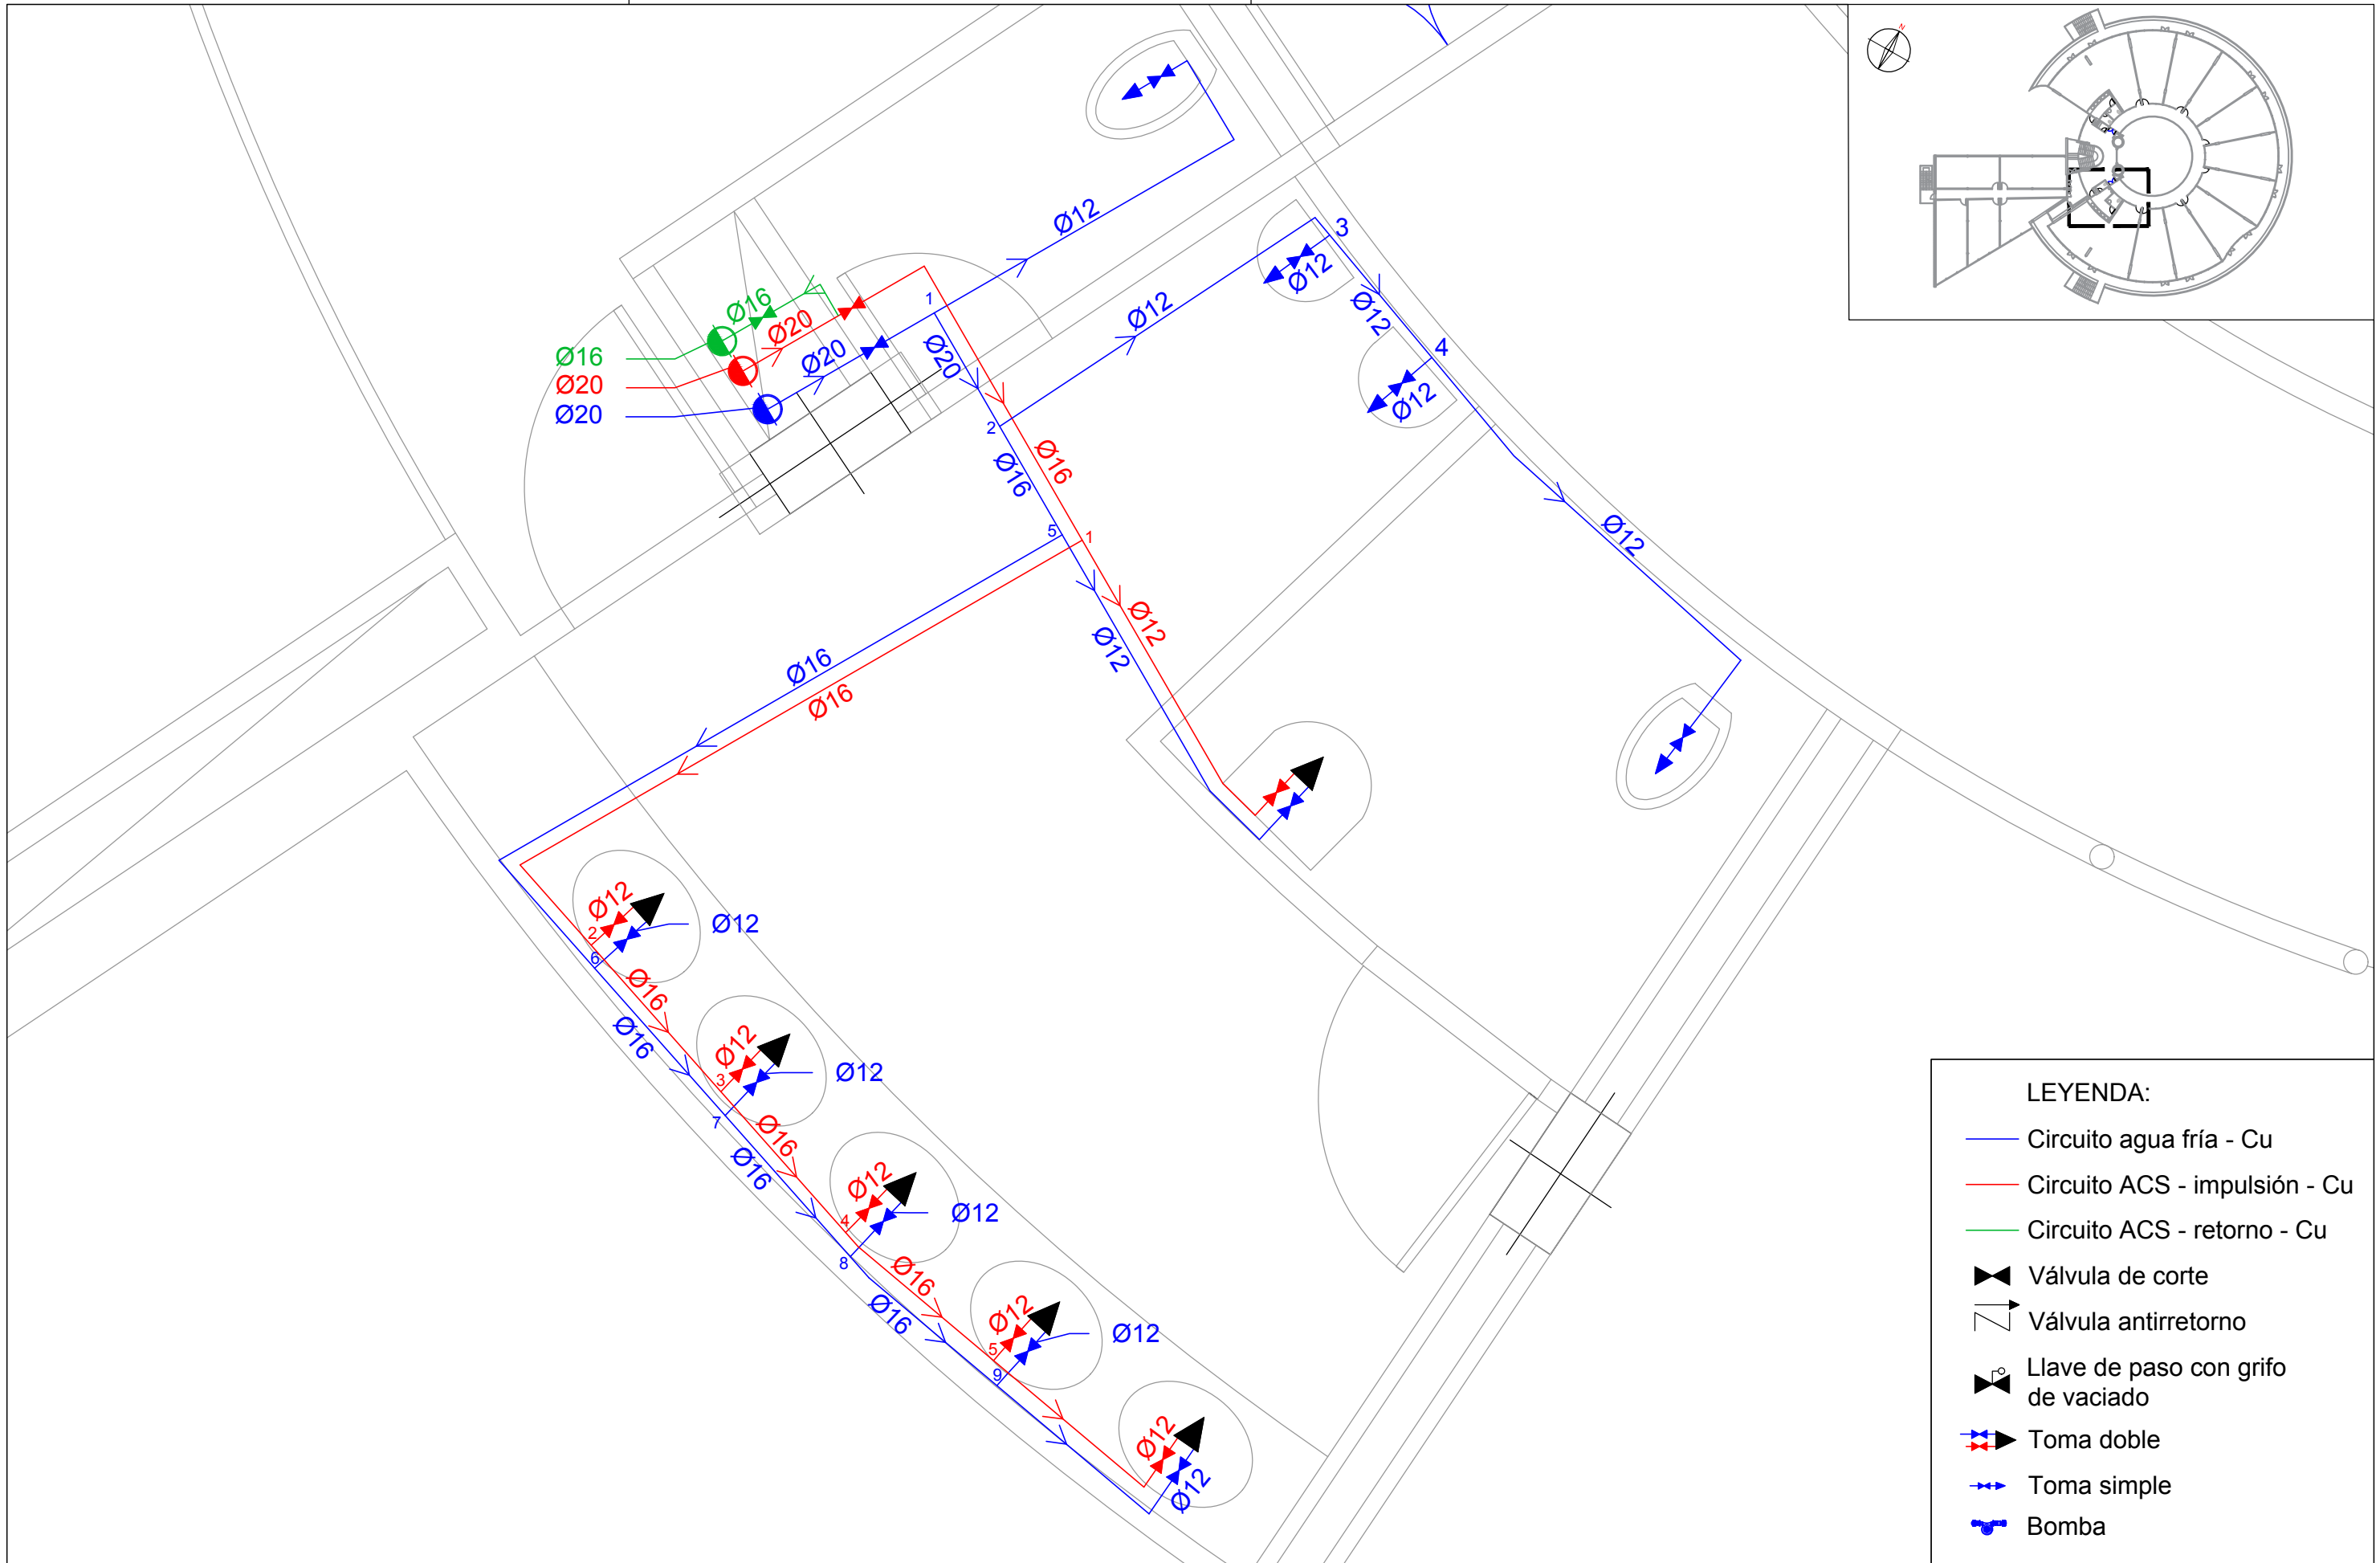 N
Ø12
3
Ø12
Ø12
Ø12
4
Ø12
Ø16
Ø20
Ø20
1
Ø20
Ø16
Ø20
Ø20
2
Ø16
Ø16
5
1
Ø12
Ø12
Ø12
Ø16
Ø16
Ø12
2
Ø12
6
Ø16
Ø16
Ø12
3
Ø12
7
Ø16
Ø16
Ø12
4
Ø12
8
Ø16
Ø16
Ø12
5
Ø12
9
Ø12
Ø12
LEYENDA:
Circuito agua fría - Cu
Circuito ACS - impulsión - Cu
Circuito ACS - retorno - Cu
Válvula de corte
Válvula antirretorno
Llave de paso con grifo
de vaciado
Toma doble
Toma simple
Bomba